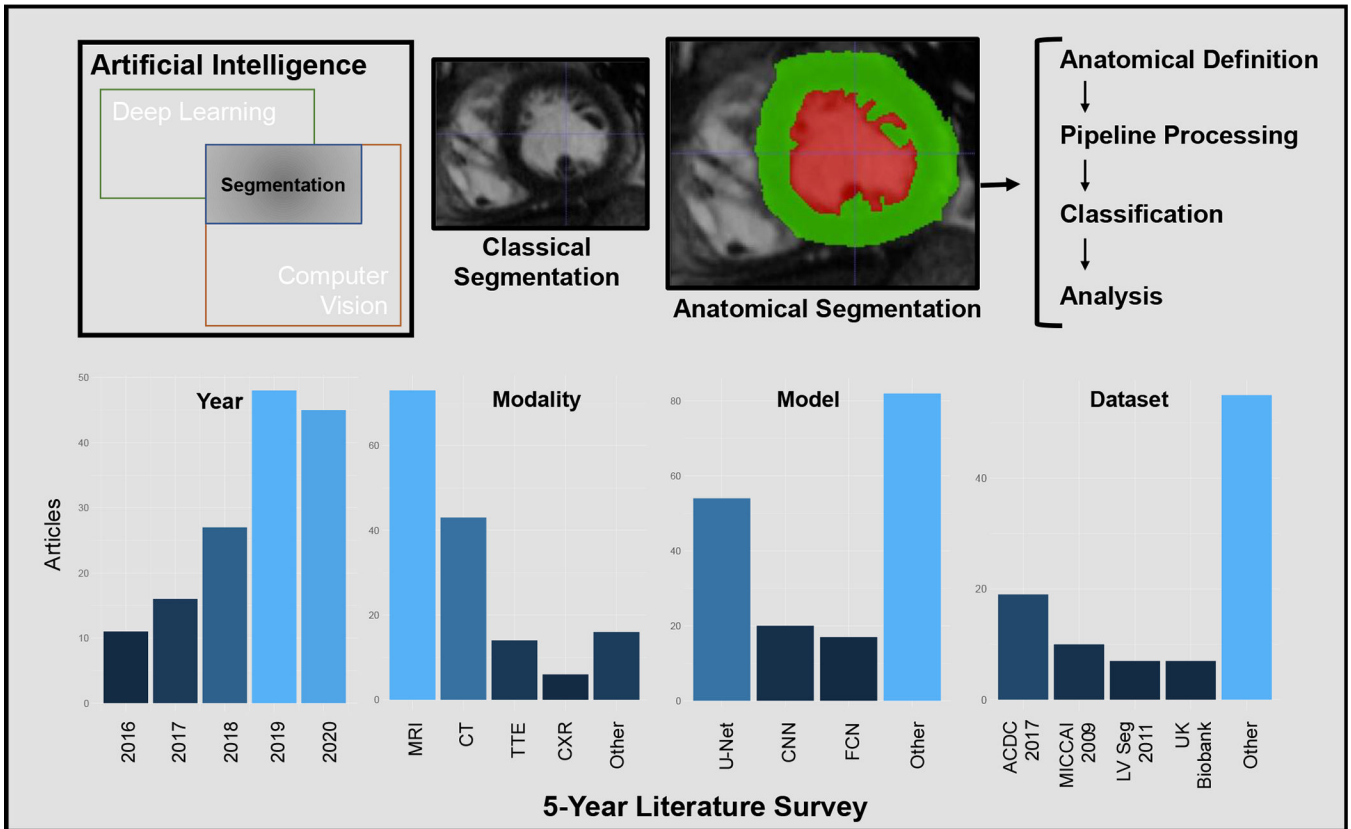 Artificial Intelligence
Deep Learning
Segmentation
Computer
Vision
Classical
Segmentation
Anatomical Segmentation
Anatomical Definition
Pipeline Processing
Classification
Analysis
Articles
Year
50
40
30
20
10
0
2016
2017
2018
2019
2020
Modality
60
40
20
0
MRI
CT
TTE
CXR
Other
Model
80
60
40
20
0
U-Net
CNN
FCN
Other
Dataset
40
20
0
ACDC
2017
MICCAI
2009
LV Seg
2011
UK
Biobank
Other
5-Year Literature Survey